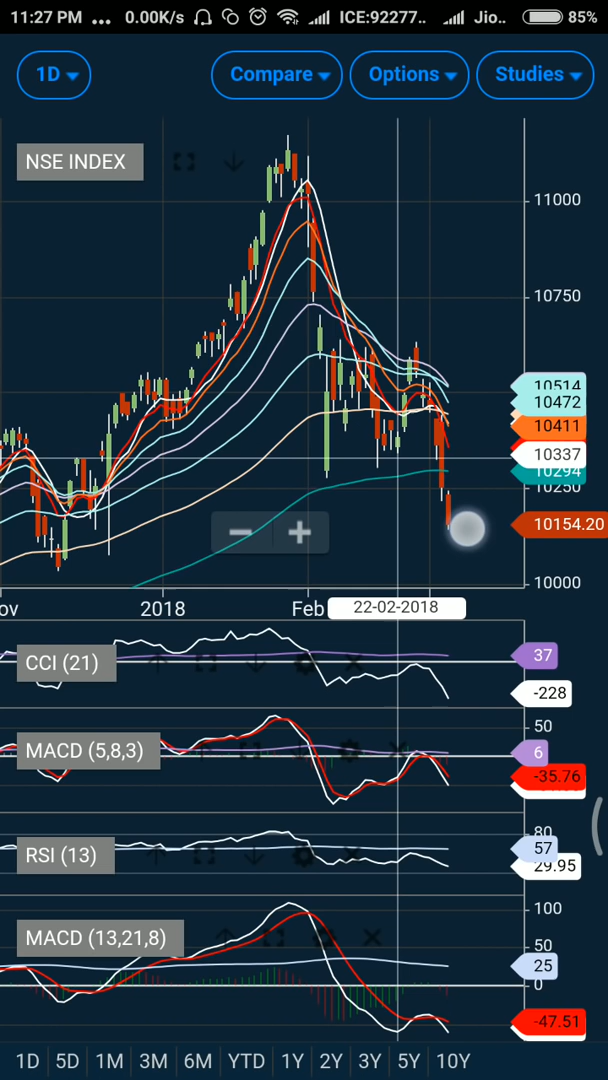 11:27 PM ... 0.00K/s ICE:92277.. Jio.. 85%
1D Compare Options Studies
NSE INDEX
11000
10750
10514
10472
10411
10337
10294
10250
10154.20
10000
ov 2018 Feb 22-02-2018
CCI (21)
37
-228
50
MACD (5,8,3)
6
-35.76
80
RSI (13)
57
29.95
100
MACD (13,21,8)
50
25
0
-47.51
1D 5D 1M 3M 6M YTD 1Y 2Y 3Y 5Y 10Y